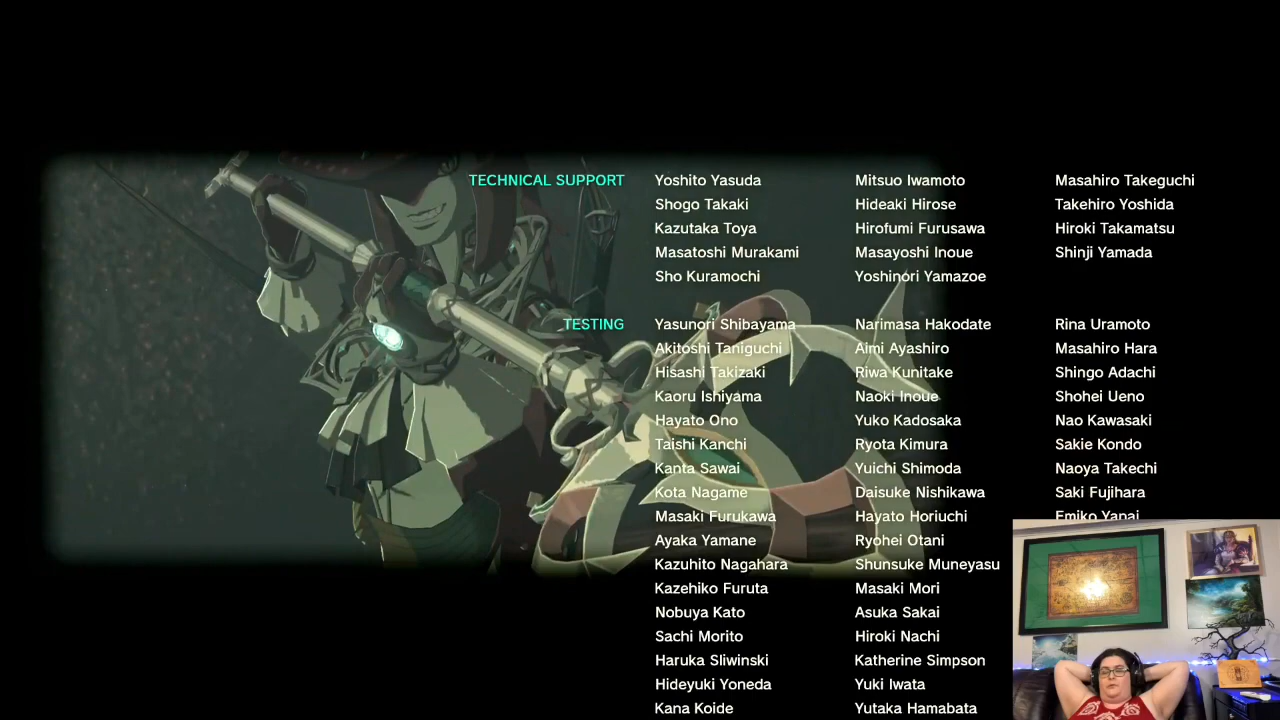 TECHNICAL SUPPORT Yoshito Yasuda Mitsuo Iwamoto Masahiro Takeguchi
Shogo Takaki Hideaki Hirose Takehiro Yoshida
Kazutaka Toya Hirofumi Furusawa Hiroki Takamatsu
Masatoshi Murakami Masayoshi Inoue Shinji Yamada
Sho Kuramochi Yoshinori Yamazoe
TESTING Yasunori Shibayama Narimasa Hakodate Rina Uramoto
Akitoshi Taniguchi Aimi Ayashiro Masahiro Hara
Hisashi Takizaki Riwa Kunitake Shingo Adachi
Kaoru Ishiyama Naoki Inoue Shohei Ueno
Hayato Ono Yuko Kadosaka Nao Kawasaki
Taishi Kanchi Ryota Kimura Sakie Kondo
Kanta Sawai Yuichi Shimoda Naoya Takechi
Kota Nagame Daisuke Nishikawa Saki Fujihara
Masaki Furukawa Hayato Horiuchi Emiko Yanai
Ayaka Yamane Ryohei Otani
Kazuhito Nagahara Shunsuke Muneyasu
Kazehiko Furuta Masaki Mori
Nobuya Kato Asuka Sakai
Sachi Morito Hiroki Nachi
Haruka Sliwinski Katherine Simpson
Hideyuki Yoneda Yuki Iwata
Kana Koide Yutaka Hamabata